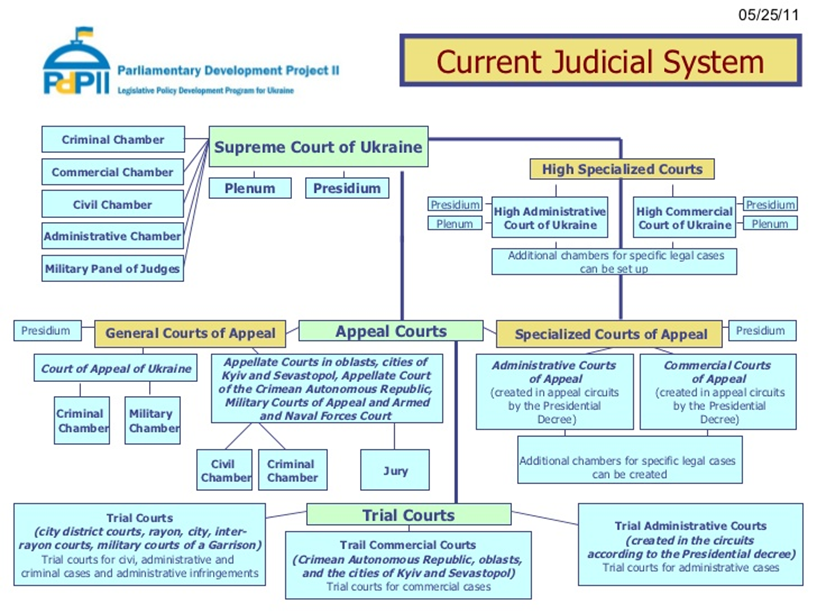 05/25/11
PdPII
Parliamentary Development Project II
Legislative Policy Development Program for Ukraine
Current Judicial System
Criminal Chamber
Commercial Chamber
Civil Chamber
Administrative Chamber
Military Panel of Judges
Supreme Court of Ukraine
Plenum
Presidium
High Specialized Courts
Presidium
Plenum
High Administrative
Court of Ukraine
High Commercial
Court of Ukraine
Presidium
Plenum
Additional chambers for specific legal cases
can be set up
Presidium
General Courts of Appeal
Appeal Courts
Specialized Courts of Appeal
Presidium
Court of Appeal of Ukraine
Criminal
Chamber
Military
Chamber
Appellate Courts in oblasts, cities of
Kyiv and Sevastopol, Appellate Court
of the Crimean Autonomous Republic,
Military Courts of Appeal and Armed
and Naval Forces Court
Civil
Chamber
Criminal
Chamber
Jury
Administrative Courts
of Appeal
(created in appeal circuits
by the Presidential
Decree)
Commercial Courts
of Appeal
(created in appeal circuits
by the Presidential
Decree)
Additional chambers for specific legal cases
can be created
Trial Courts
Trial Courts
(city district courts, rayon, city, inter-
rayon courts, military courts of a Garrison)
Trial courts for civi, administrative and
criminal cases and administrative infringements
Trail Commercial Courts
(Crimean Autonomous Republic, oblasts,
and the cities of Kyiv and Sevastopol)
Trial courts for commercial cases
Trial Administrative Courts
(created in the circuits
according to the Presidential decree)
Trial courts for administrative cases